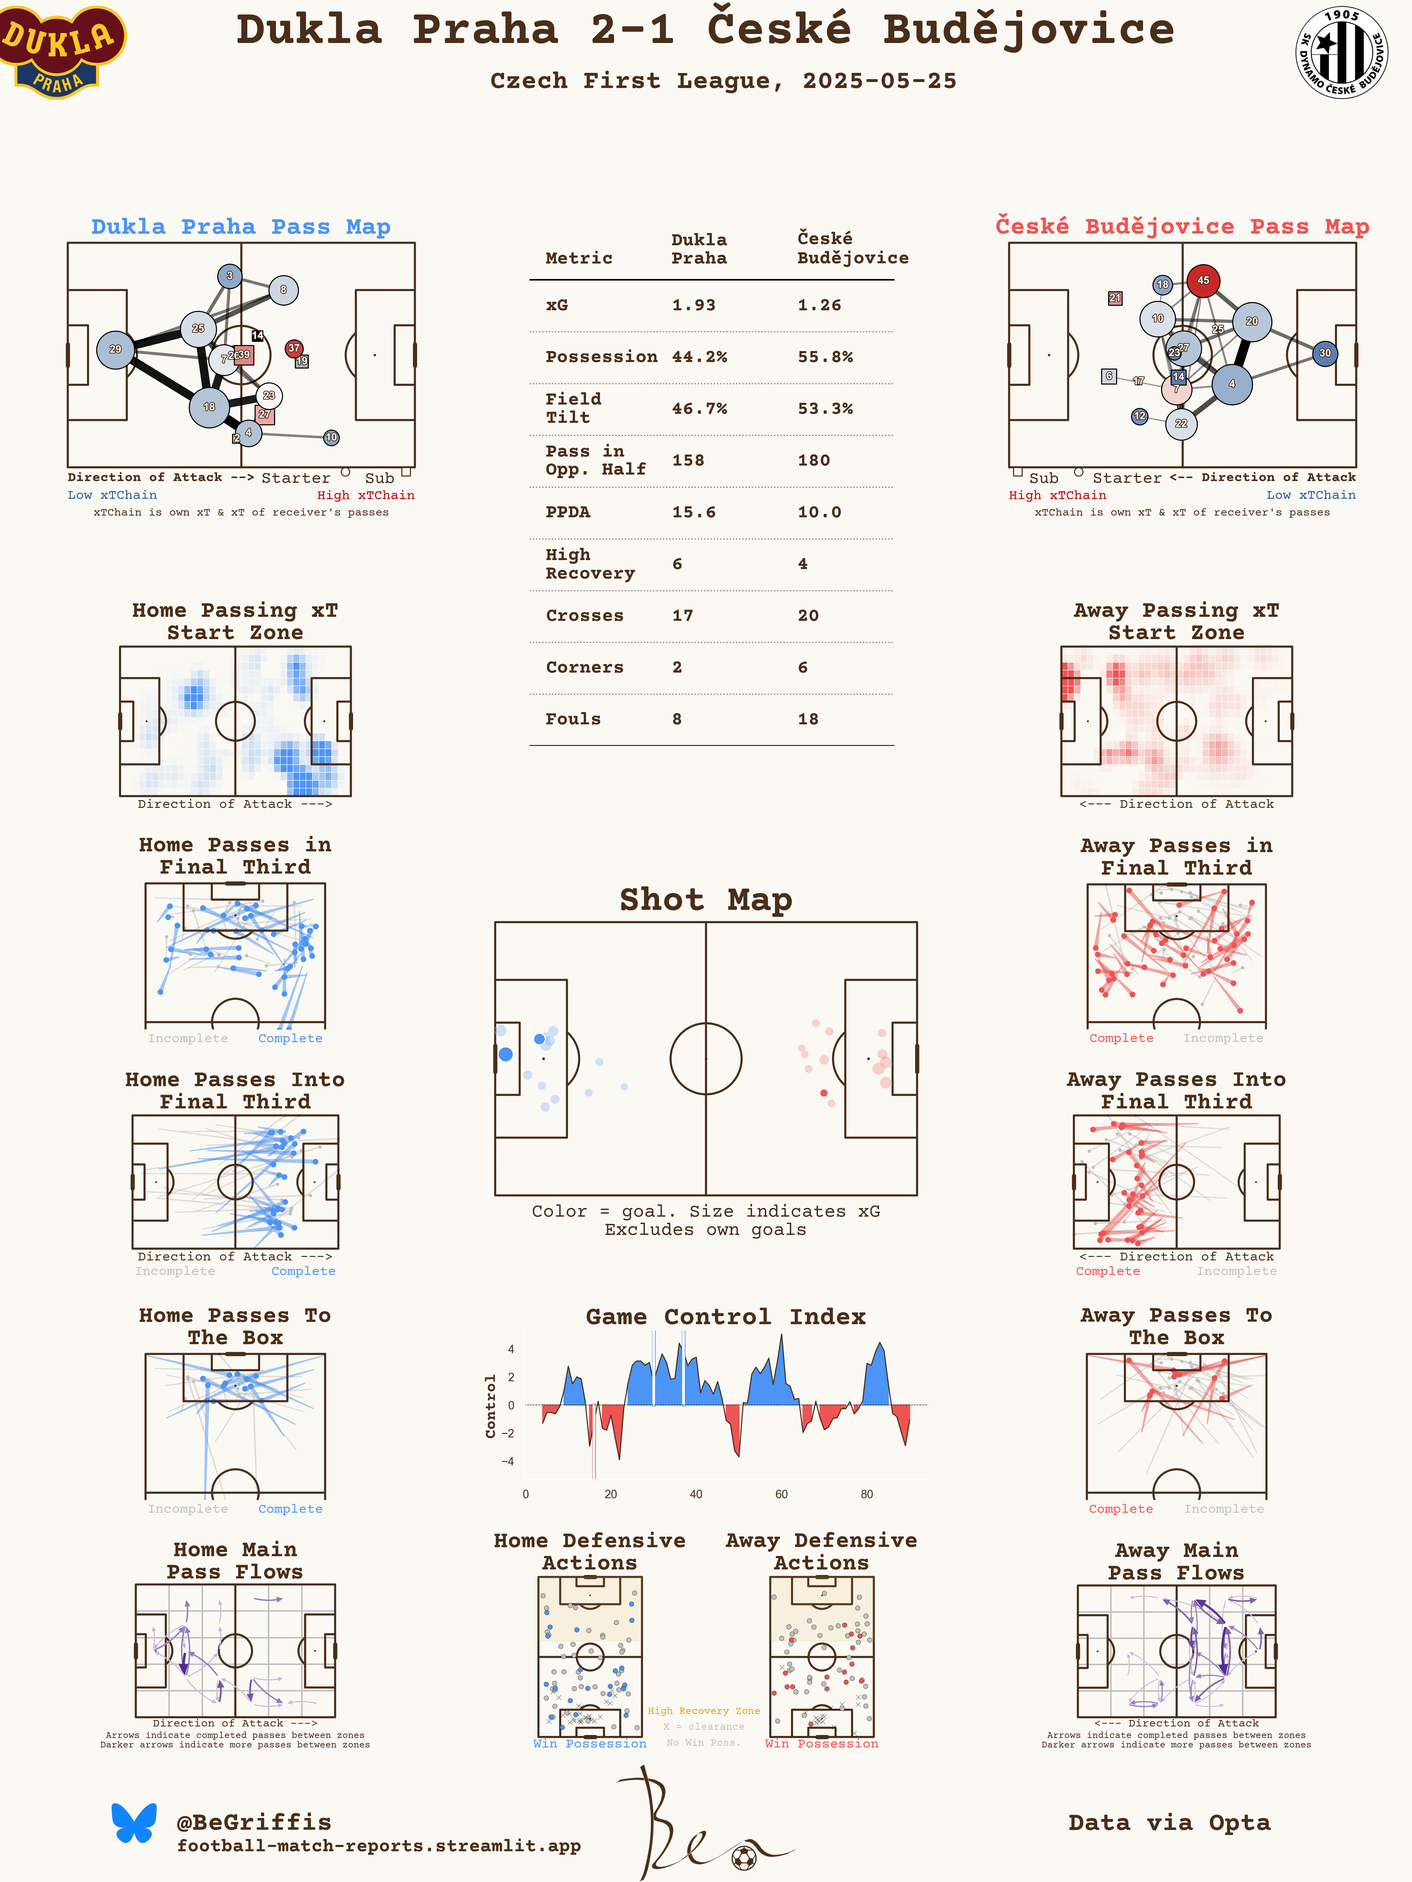 Dukla Praha 2-1 České Budějovice
Czech First League, 2025-05-25
DUKLA
PRAHA
1905
SK DYNAMO ČESKÉ BUDĚJOVICE
Dukla Praha Pass Map
3
8
25
14
29
7
39
37
19
23
18
27
4
10
Direction of Attack --> Starter Sub
Low xTChain High xTChain
xTChain is own xT & xT of receiver's passes
Metric Dukla Praha České Budějovice
xG 1.93 1.26
Possession 44.2% 55.8%
Field Tilt 46.7% 53.3%
Pass in Opp. Half 158 180
PPDA 15.6 10.0
High Recovery 6 4
Crosses 17 20
Corners 2 6
Fouls 8 18
České Budějovice Pass Map
45
18
21
10
20
25
27
23
30
6
17
14
7
4
12
22
Sub Starter <-- Direction of Attack
High xTChain Low xTChain
xTChain is own xT & xT of receiver's passes
Home Passing xT
Start Zone
Direction of Attack --->
Away Passing xT
Start Zone
<--- Direction of Attack
Home Passes in
Final Third
Incomplete Complete
Away Passes in
Final Third
Complete Incomplete
Shot Map
Color = goal. Size indicates xG
Excludes own goals
Home Passes Into
Final Third
Direction of Attack --->
Incomplete Complete
Away Passes Into
Final Third
<--- Direction of Attack
Complete Incomplete
Home Passes To
The Box
Incomplete Complete
Game Control Index
Control
4
2
0
−2
−4
0 20 40 60 80
Away Passes To
The Box
Complete Incomplete
Home Main
Pass Flows
Direction of Attack --->
Arrows indicate completed passes between zones
Darker arrows indicate more passes between zones
Home Defensive
Actions
Win Possession
High Recovery Zone
X = clearance
No Win Poss.
Away Defensive
Actions
Win Possession
Away Main
Pass Flows
<--- Direction of Attack
Arrows indicate completed passes between zones
Darker arrows indicate more passes between zones
@BeGriffis
football-match-reports.streamlit.app
Ben
Data via Opta